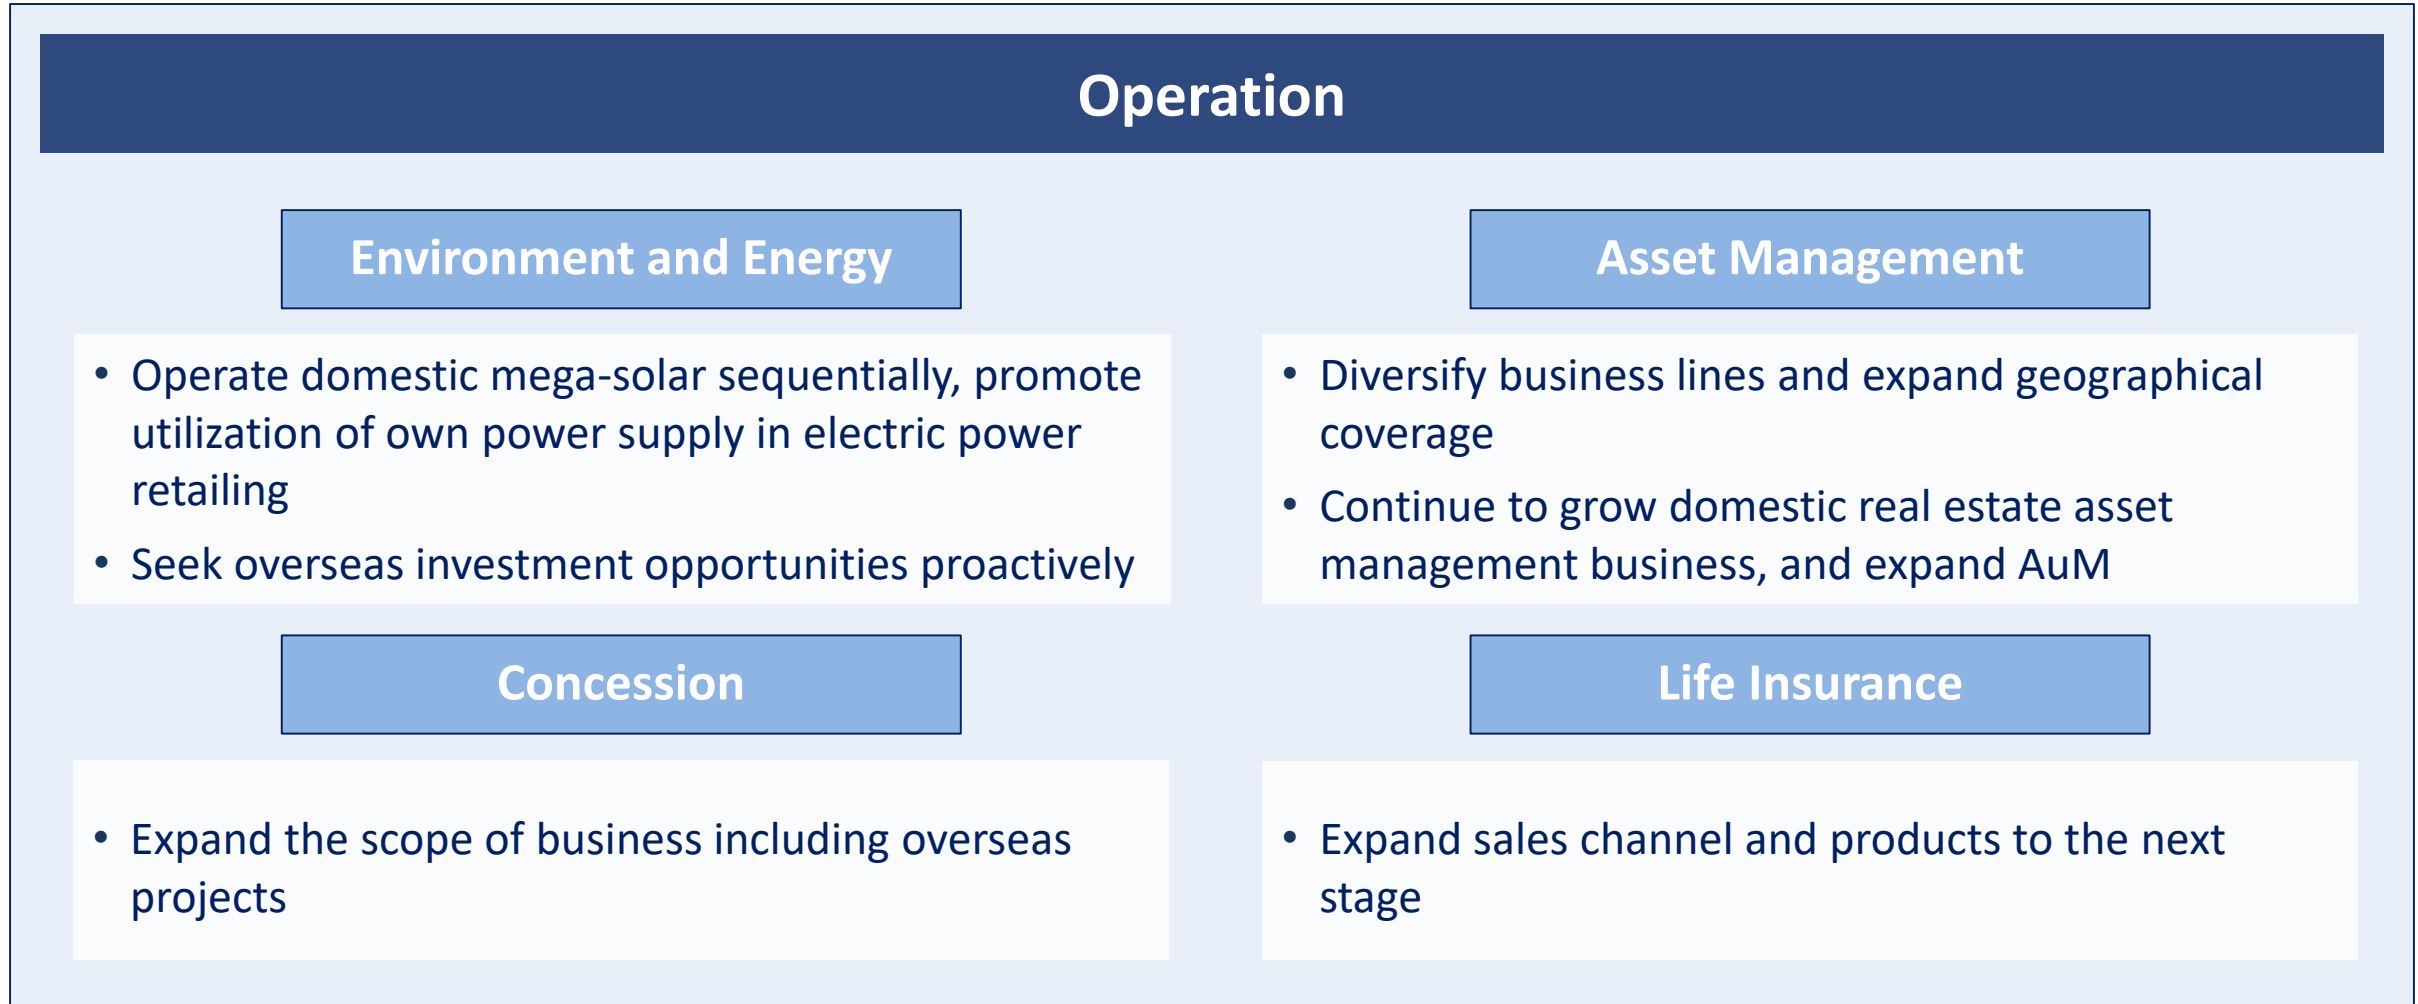 Operation
Environment and Energy
• Operate domestic mega-solar sequentially, promote
utilization of own power supply in electric power
retailing
• Seek overseas investment opportunities proactively
Asset Management
• Diversify business lines and expand geographical
coverage
• Continue to grow domestic real estate asset
management business, and expand AuM
Concession
• Expand the scope of business including overseas
projects
Life Insurance
• Expand sales channel and products to the next
stage